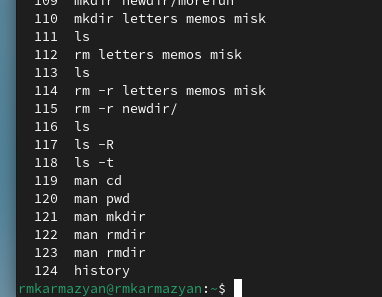 109  mkdir newdir/morefun
110  mkdir letters memos misk
111  ls
112  rm letters memos misk
113  ls
114  rm -r letters memos misk
115  rm -r newdir/
116  ls
117  ls -R
118  ls -t
119  man cd
120  man pwd
121  man mkdir
122  man rmdir
123  man rmdir
124  history
rmkarmazyan@rmkarmazyan:~$